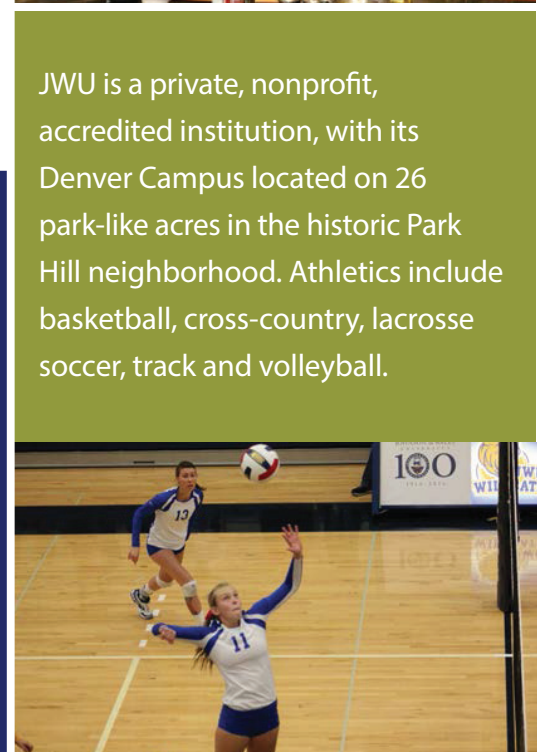 JWU is a private, nonprofit,
accredited institution, with its
Denver Campus located on 26
park-like acres in the historic Park
Hill neighborhood. Athletics include
basketball, cross-country, lacrosse
soccer, track and volleyball.
100
13
11